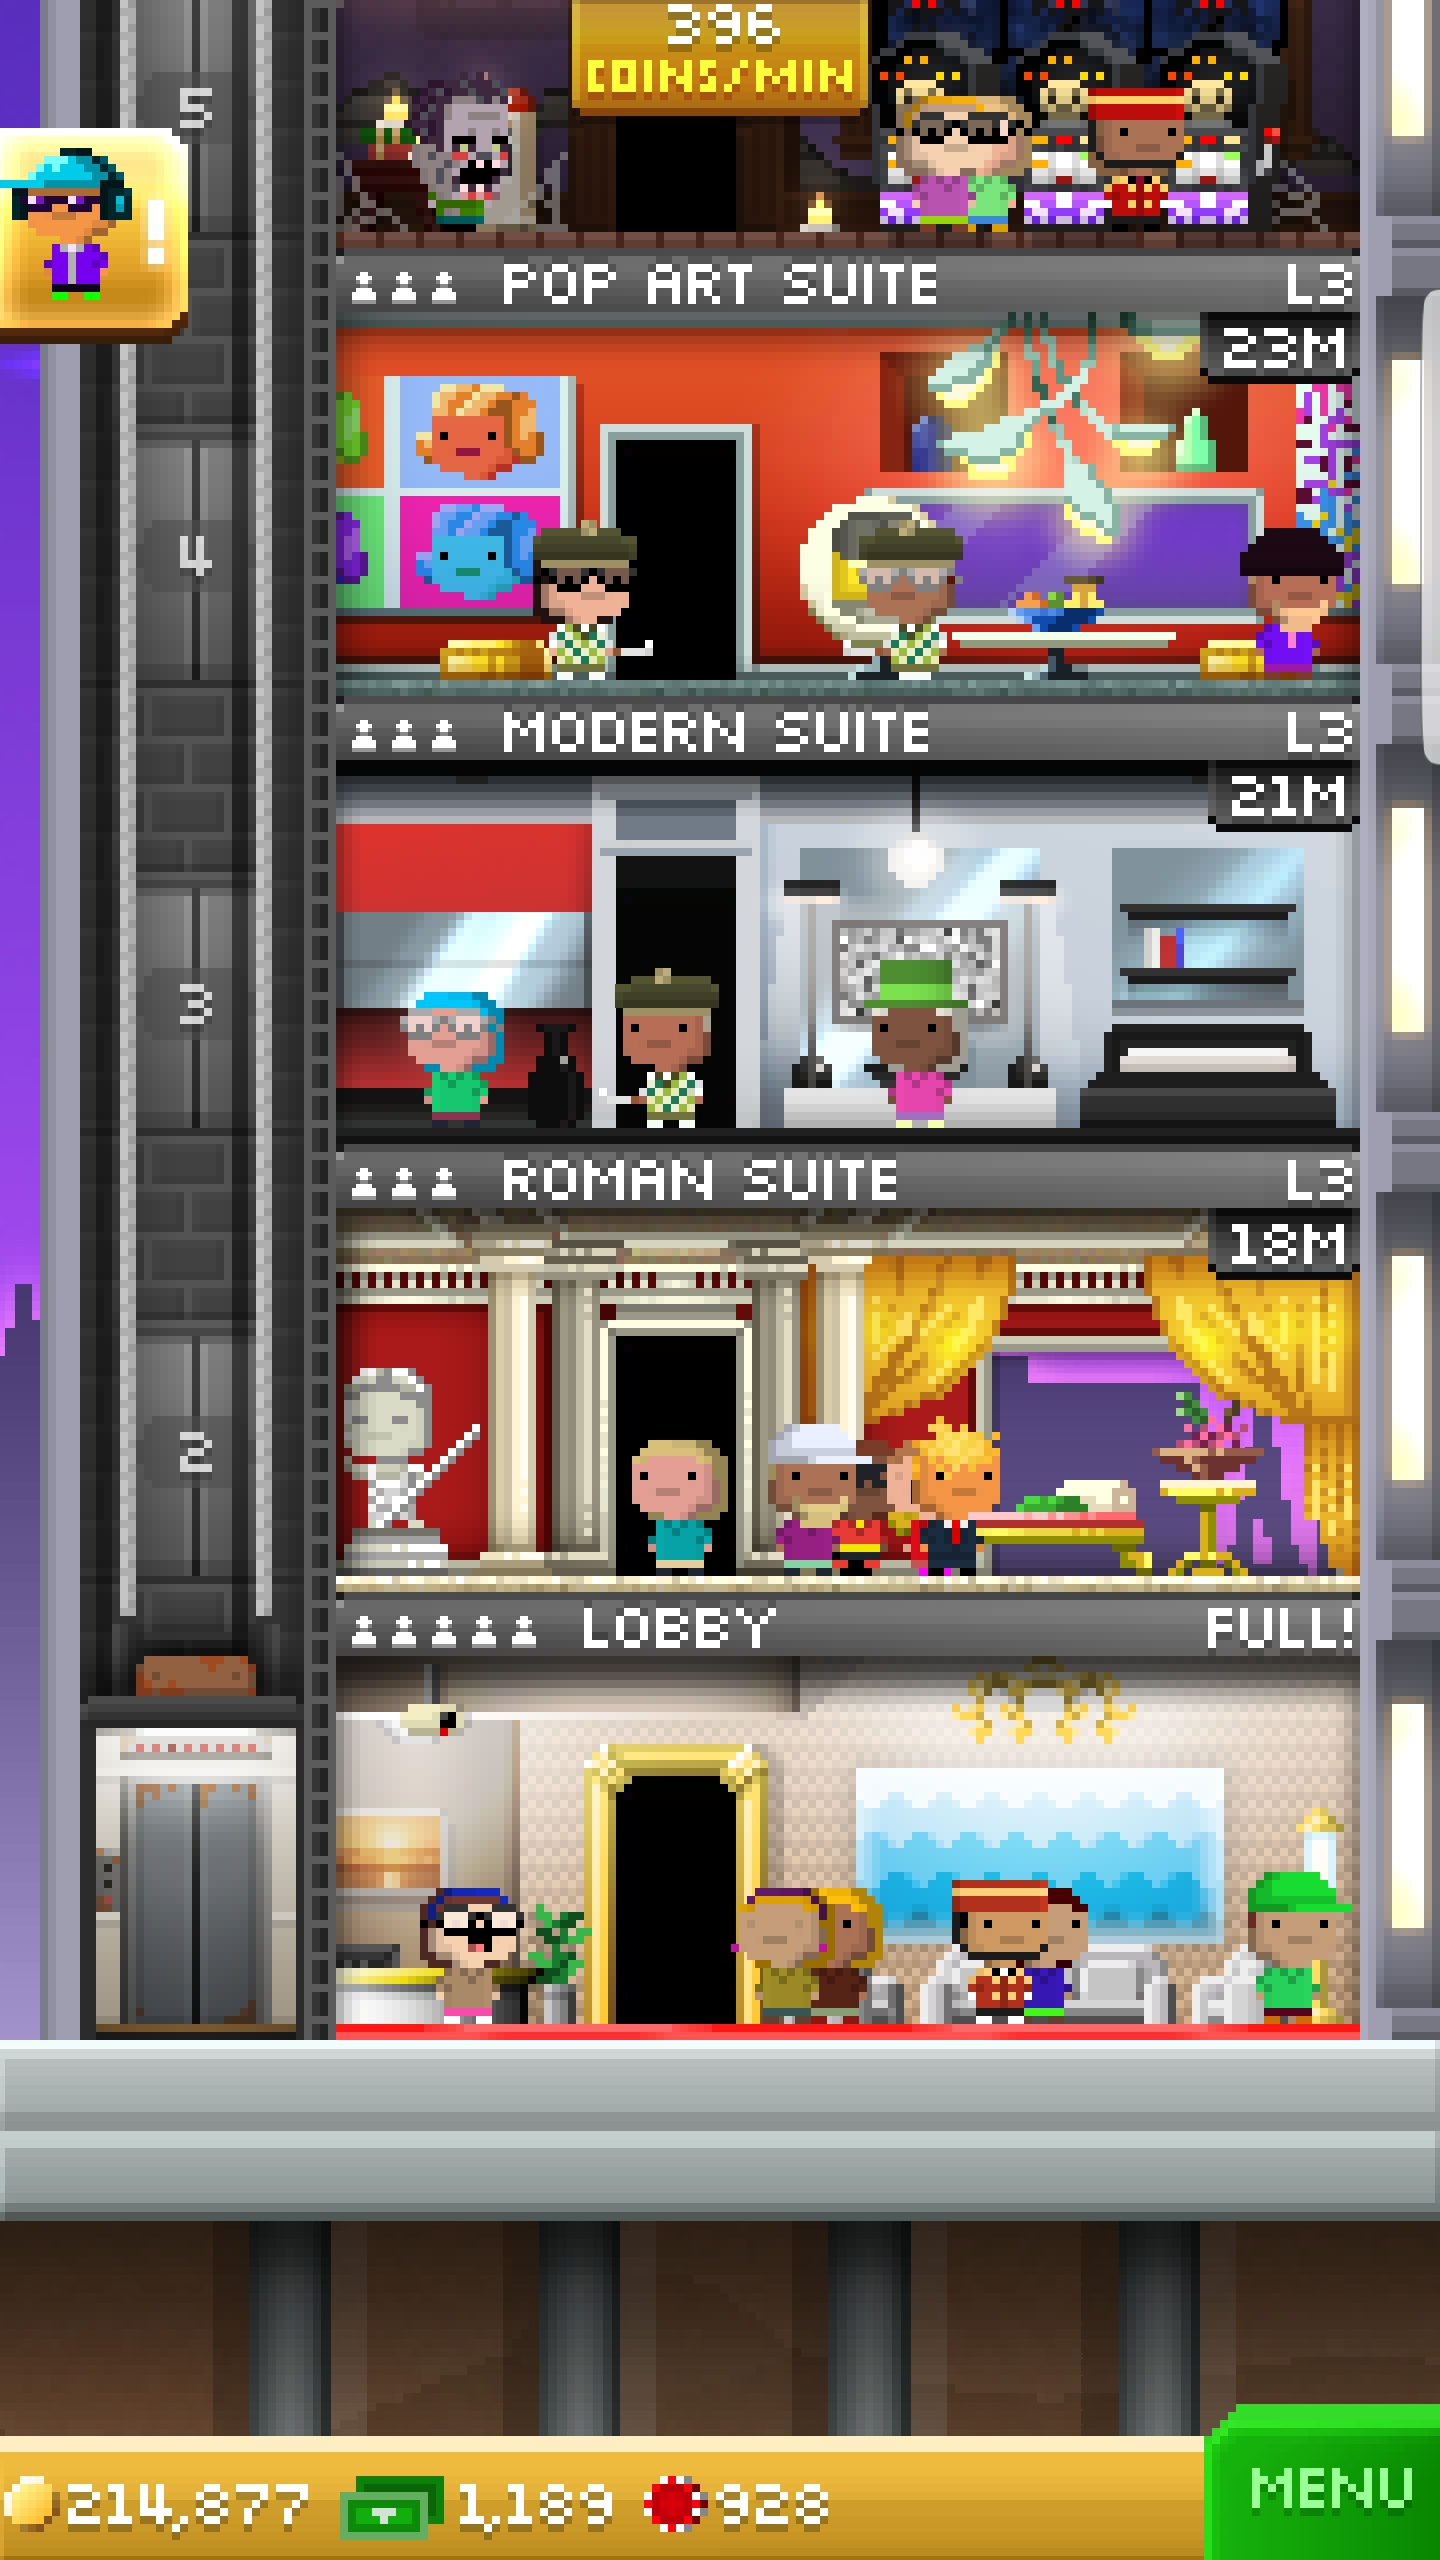 396
COINS/MIN
5
!
POP ART SUITE L3
23M
4
MODERN SUITE L3
21M
3
ROMAN SUITE L3
18M
2
LOBBY FULL!
214,877 1,189 928
MENU